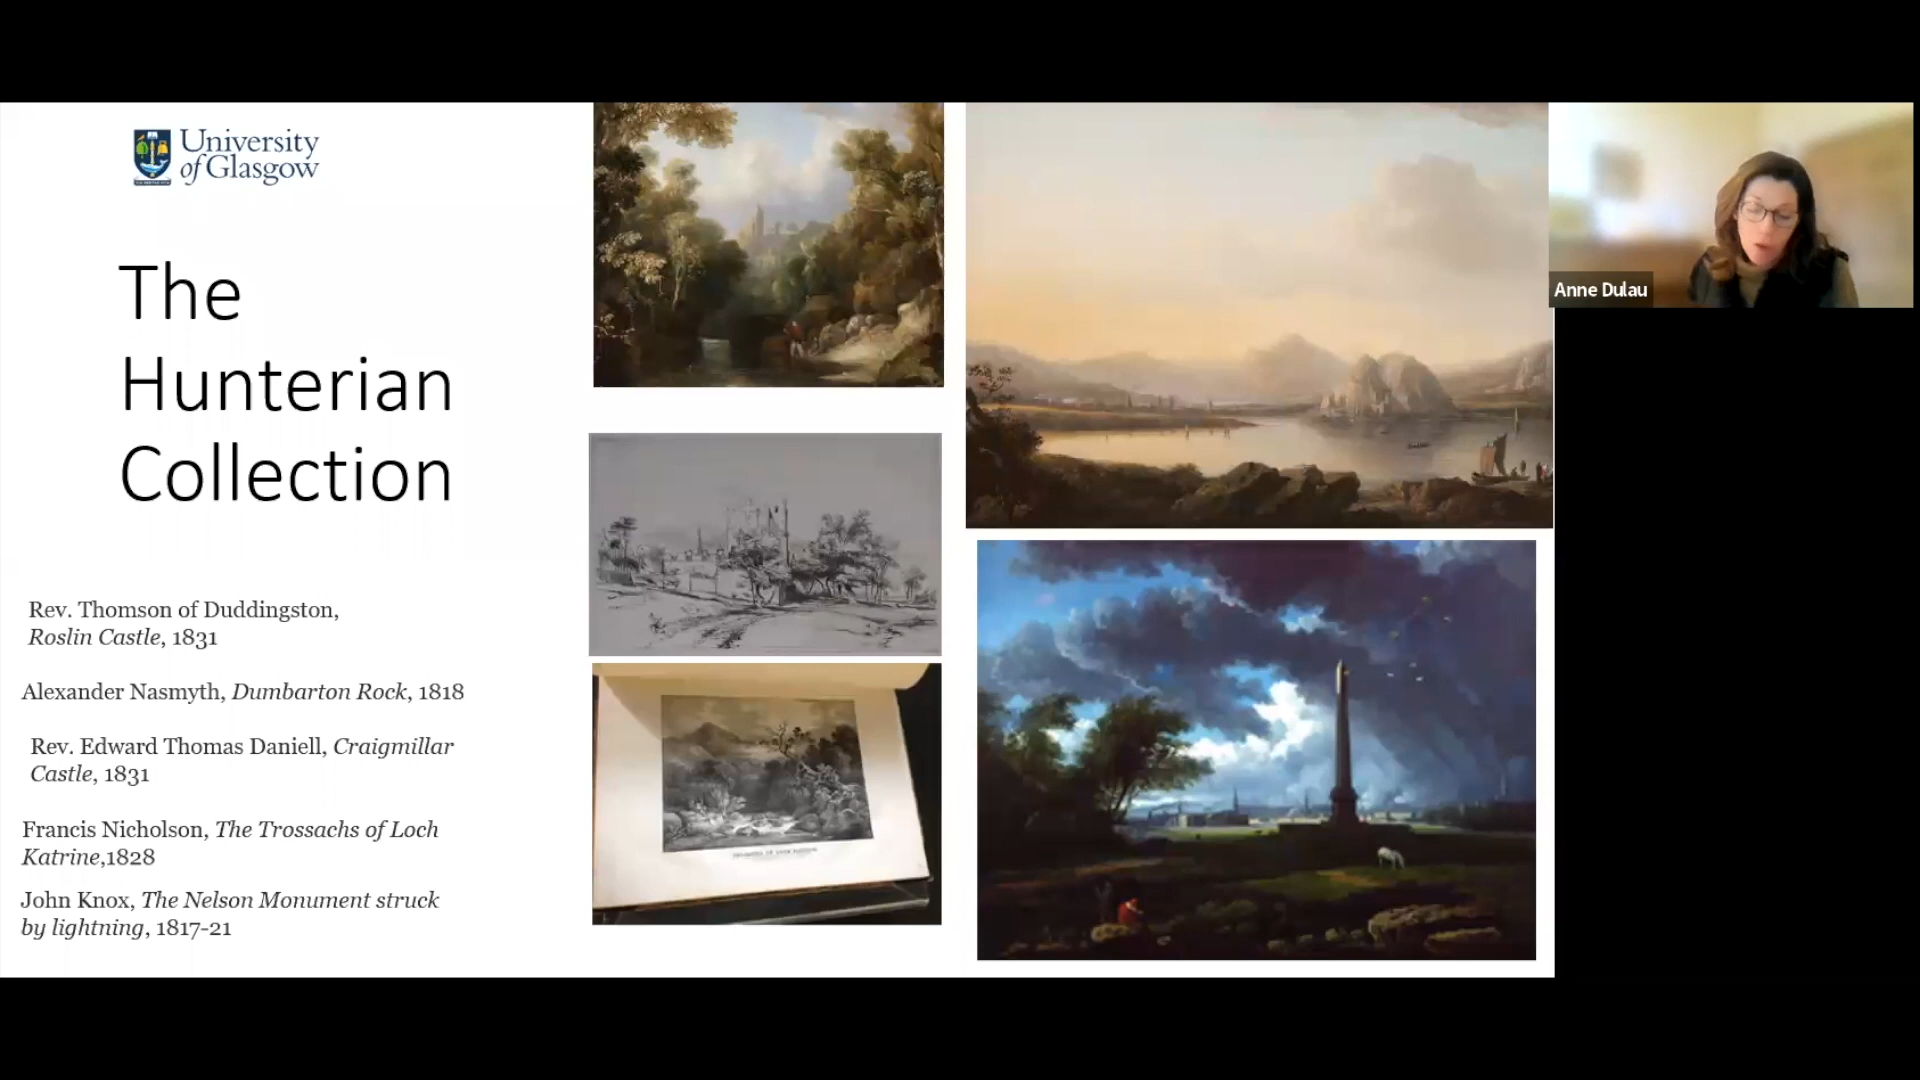 University
of Glasgow
The
Hunterian
Collection
Rev. Thomson of Duddingston,
Roslin Castle, 1831
Alexander Nasmyth, Dumbarton Rock, 1818
Rev. Edward Thomas Daniell, Craigmillar
Castle, 1831
Francis Nicholson, The Trossachs of Loch
Katrine,1828
John Knox, The Nelson Monument struck
by lightning, 1817-21
Anne Dulau